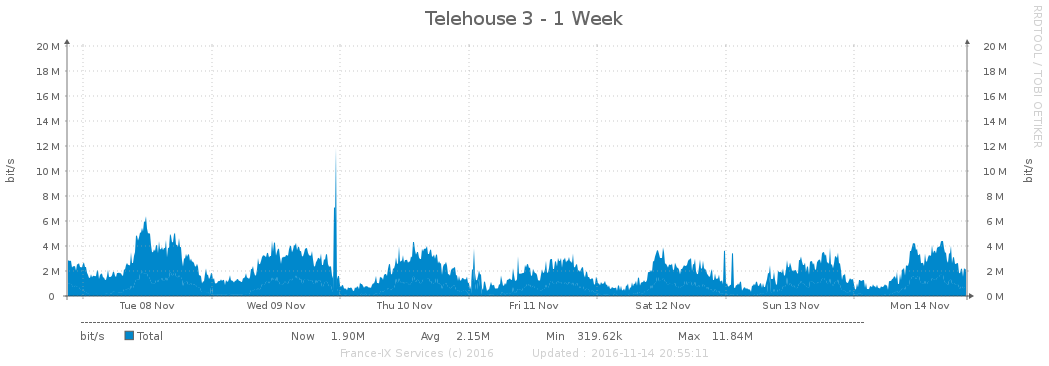 Telehouse 3 - 1 Week
RRDTOOL / TOBI OETIKER
bit/s
20 M 20 M
18 M 18 M
16 M 16 M
14 M 14 M
12 M 12 M
10 M 10 M
8 M 8 M
6 M 6 M
4 M 4 M
2 M 2 M
0 0 M
bit/s
Tue 08 Nov Wed 09 Nov Thu 10 Nov Fri 11 Nov Sat 12 Nov Sun 13 Nov Mon 14 Nov
bit/s Total Now 1.90M Avg 2.15M Min 319.62k Max 11.84M
France-IX Services (c) 2016 Updated : 2016-11-14 20:55:11